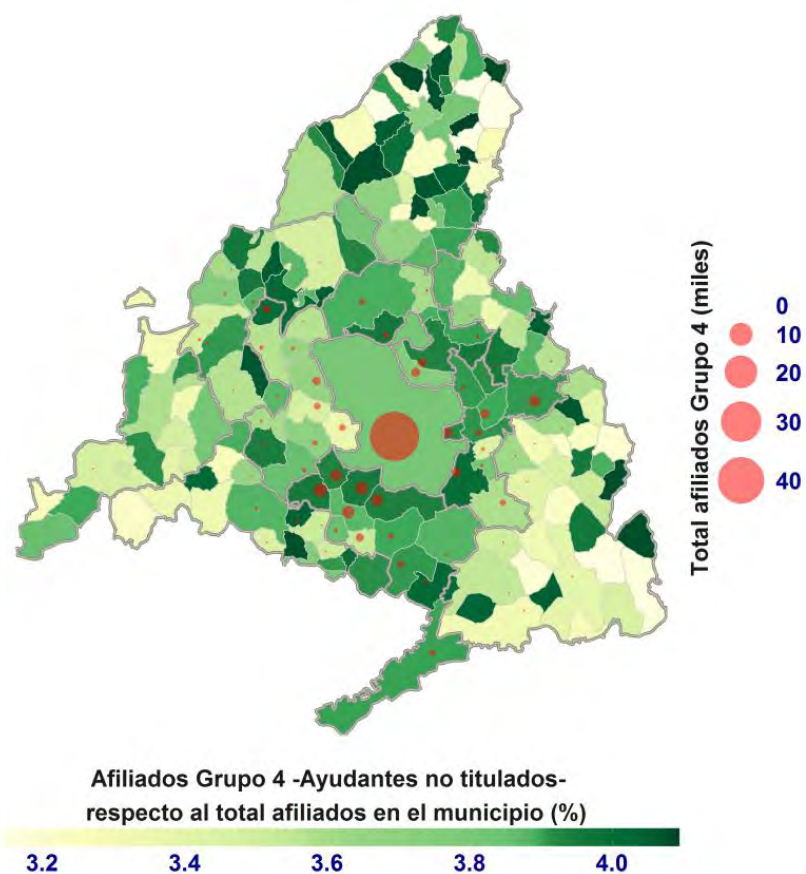 Total afiliados Grupo 4 (miles)
0
10
20
30
40
Afiliados Grupo 4 -Ayudantes no titulados-
respecto al total afiliados en el municipio (%)
3.2 3.4 3.6 3.8 4.0